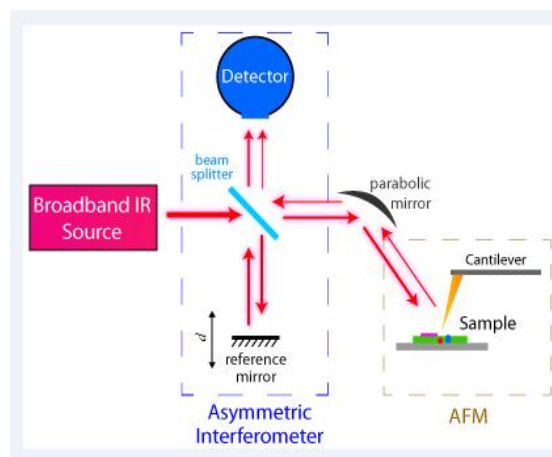 Detector
beam
splitter
Broadband IR
Source
parabolic
mirror
Cantilever
Sample
d
reference
mirror
Asymmetric
Interferometer
AFM